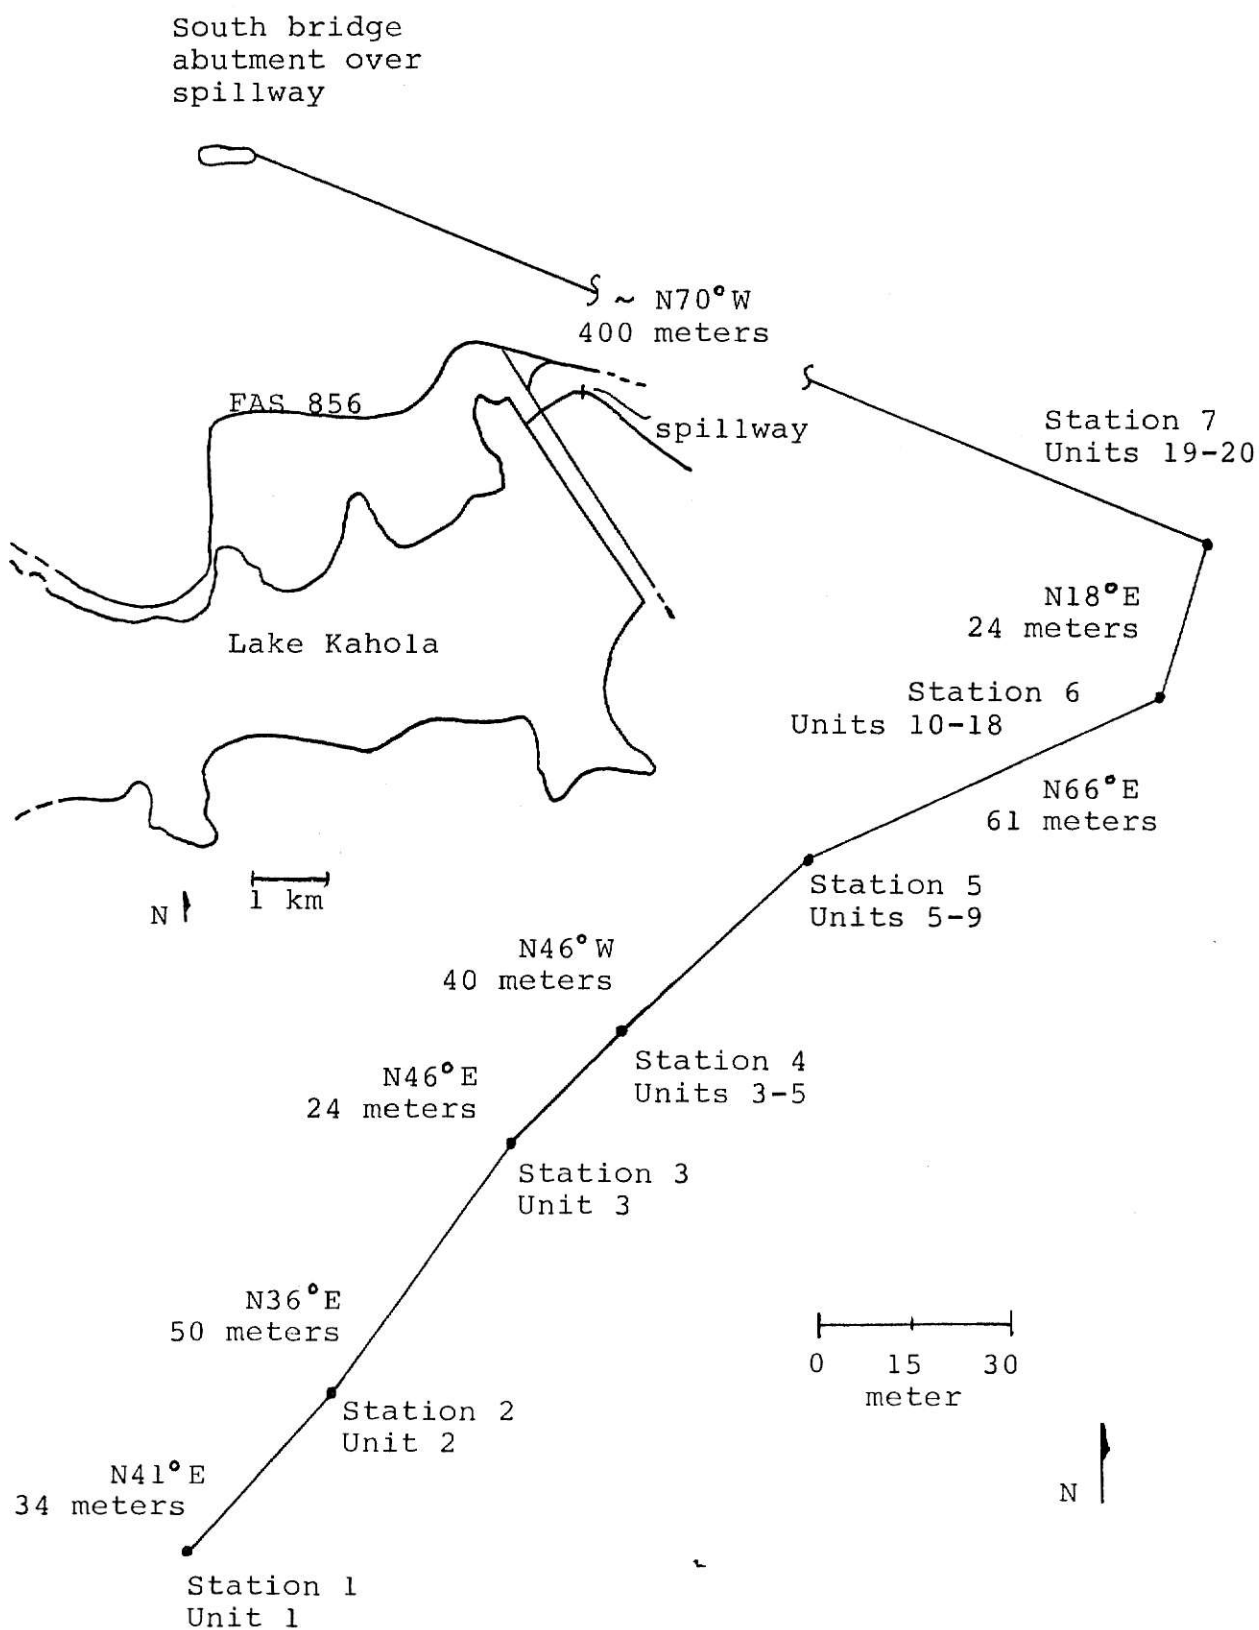 South bridge
abutment over
spillway
~ N70°W
400 meters
FAS 856
spillway
Station 7
Units 19-20
N18°E
24 meters
Lake Kahola
Station 6
Units 10-18
N66°E
61 meters
Station 5
Units 5-9
1 km
N
N46°W
40 meters
Station 4
Units 3-5
N46°E
24 meters
Station 3
Unit 3
N36°E
50 meters
0 15 30
meter
Station 2
Unit 2
N41°E
34 meters
N
Station 1
Unit 1